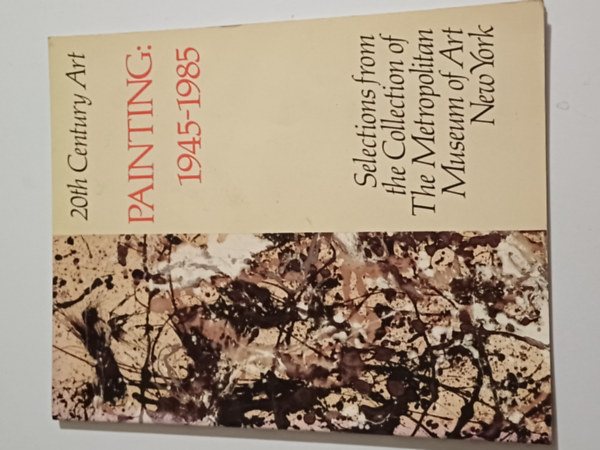 20th Century Art
PAINTING:
1945-1985
Selections from
the Collection of
The Metropolitan
Museum of Art
New York